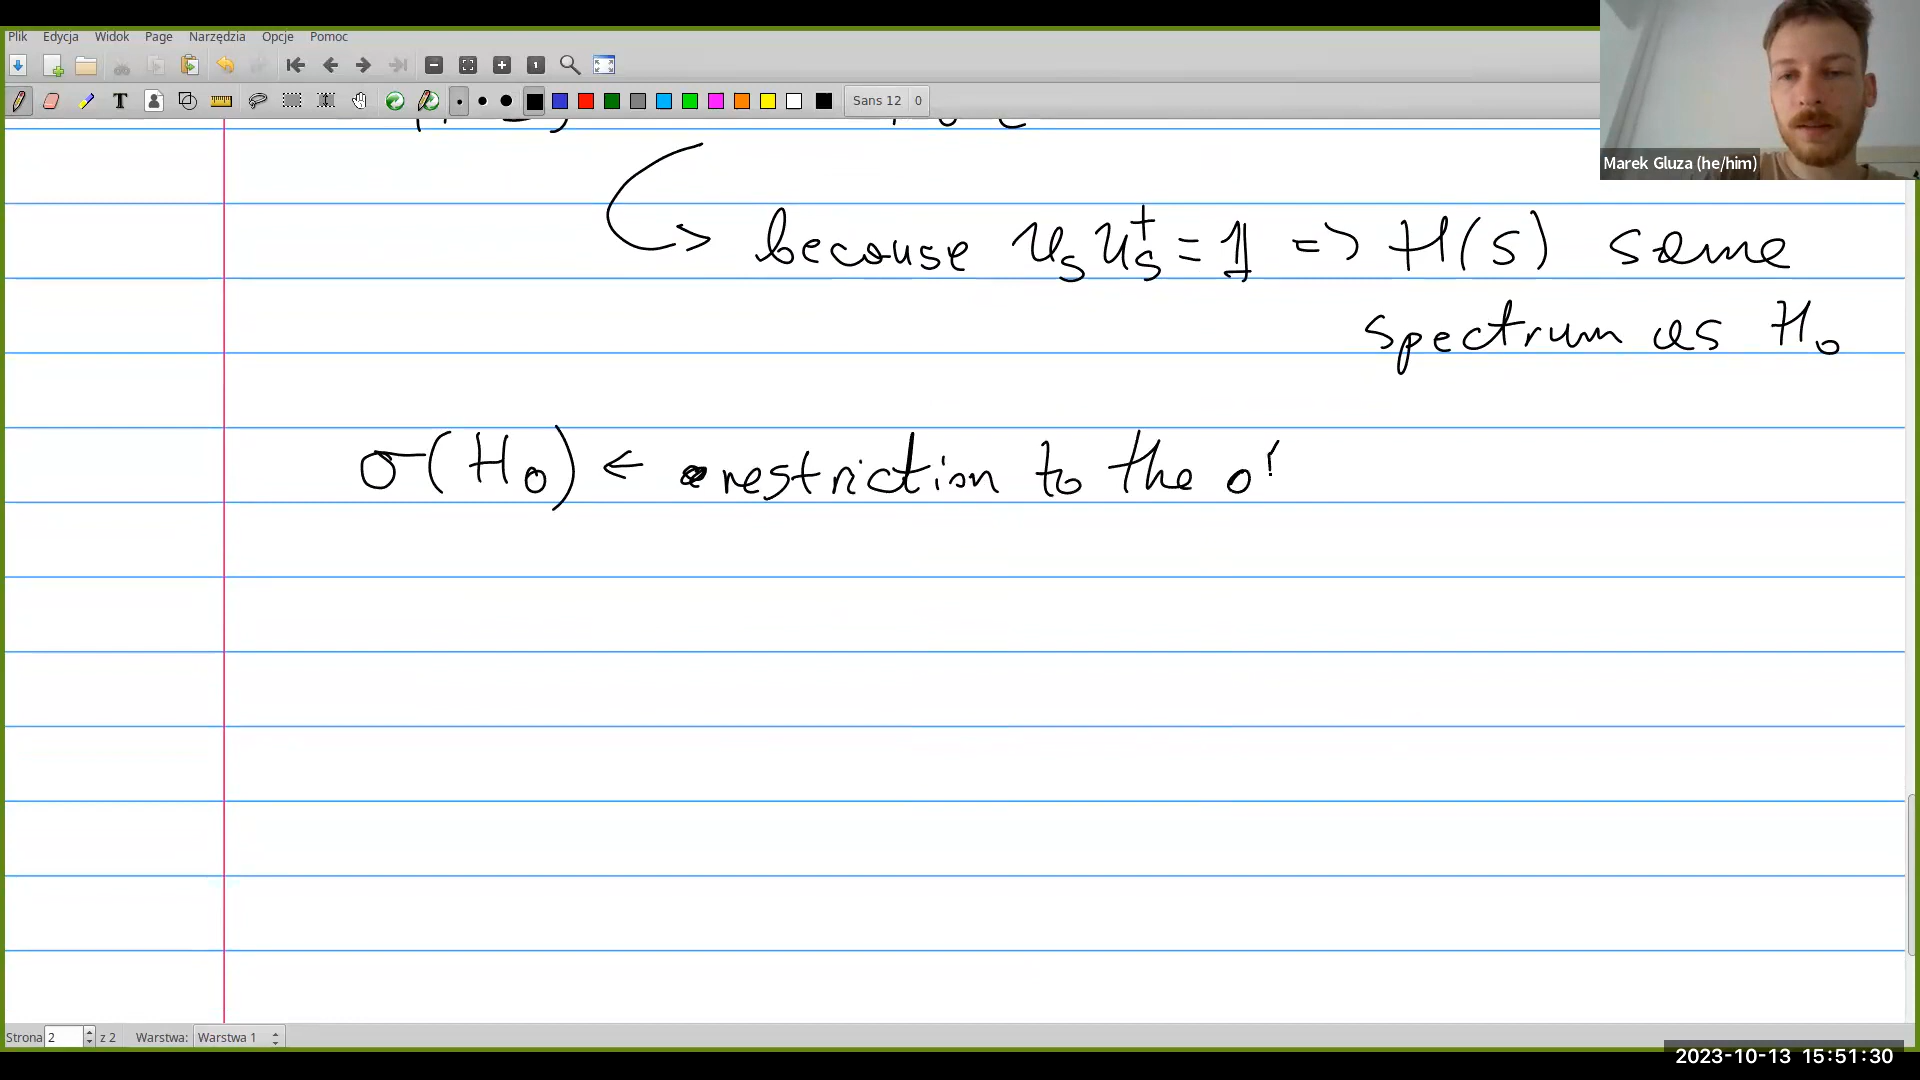 Plik Edycja Widok Page Narzędzia Opcje Pomoc
Sans 12 0
Marek Gluza (he/him)
because U_S U_S^† = 𝟙 => H(S) same
spectrum as H_0
σ(H_0) ← restriction to the
Strona 2 z 2 Warstwa: Warstwa 1
2023-10-13 15:51:30